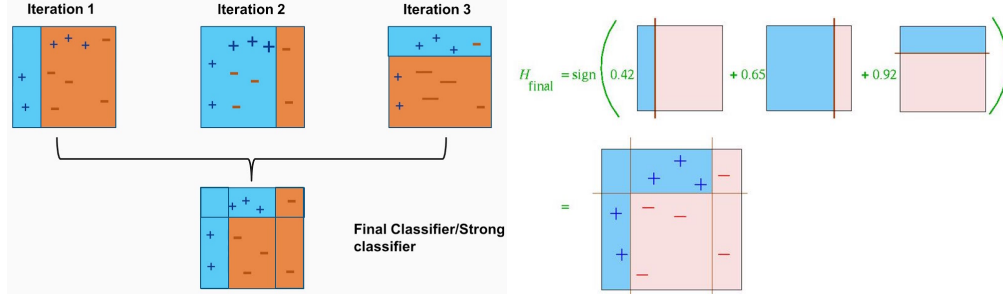 Iteration 1
Iteration 2
Iteration 3
Final Classifier/Strong
classifier
H final = sign ( 0.42 + 0.65 + 0.92 )
=